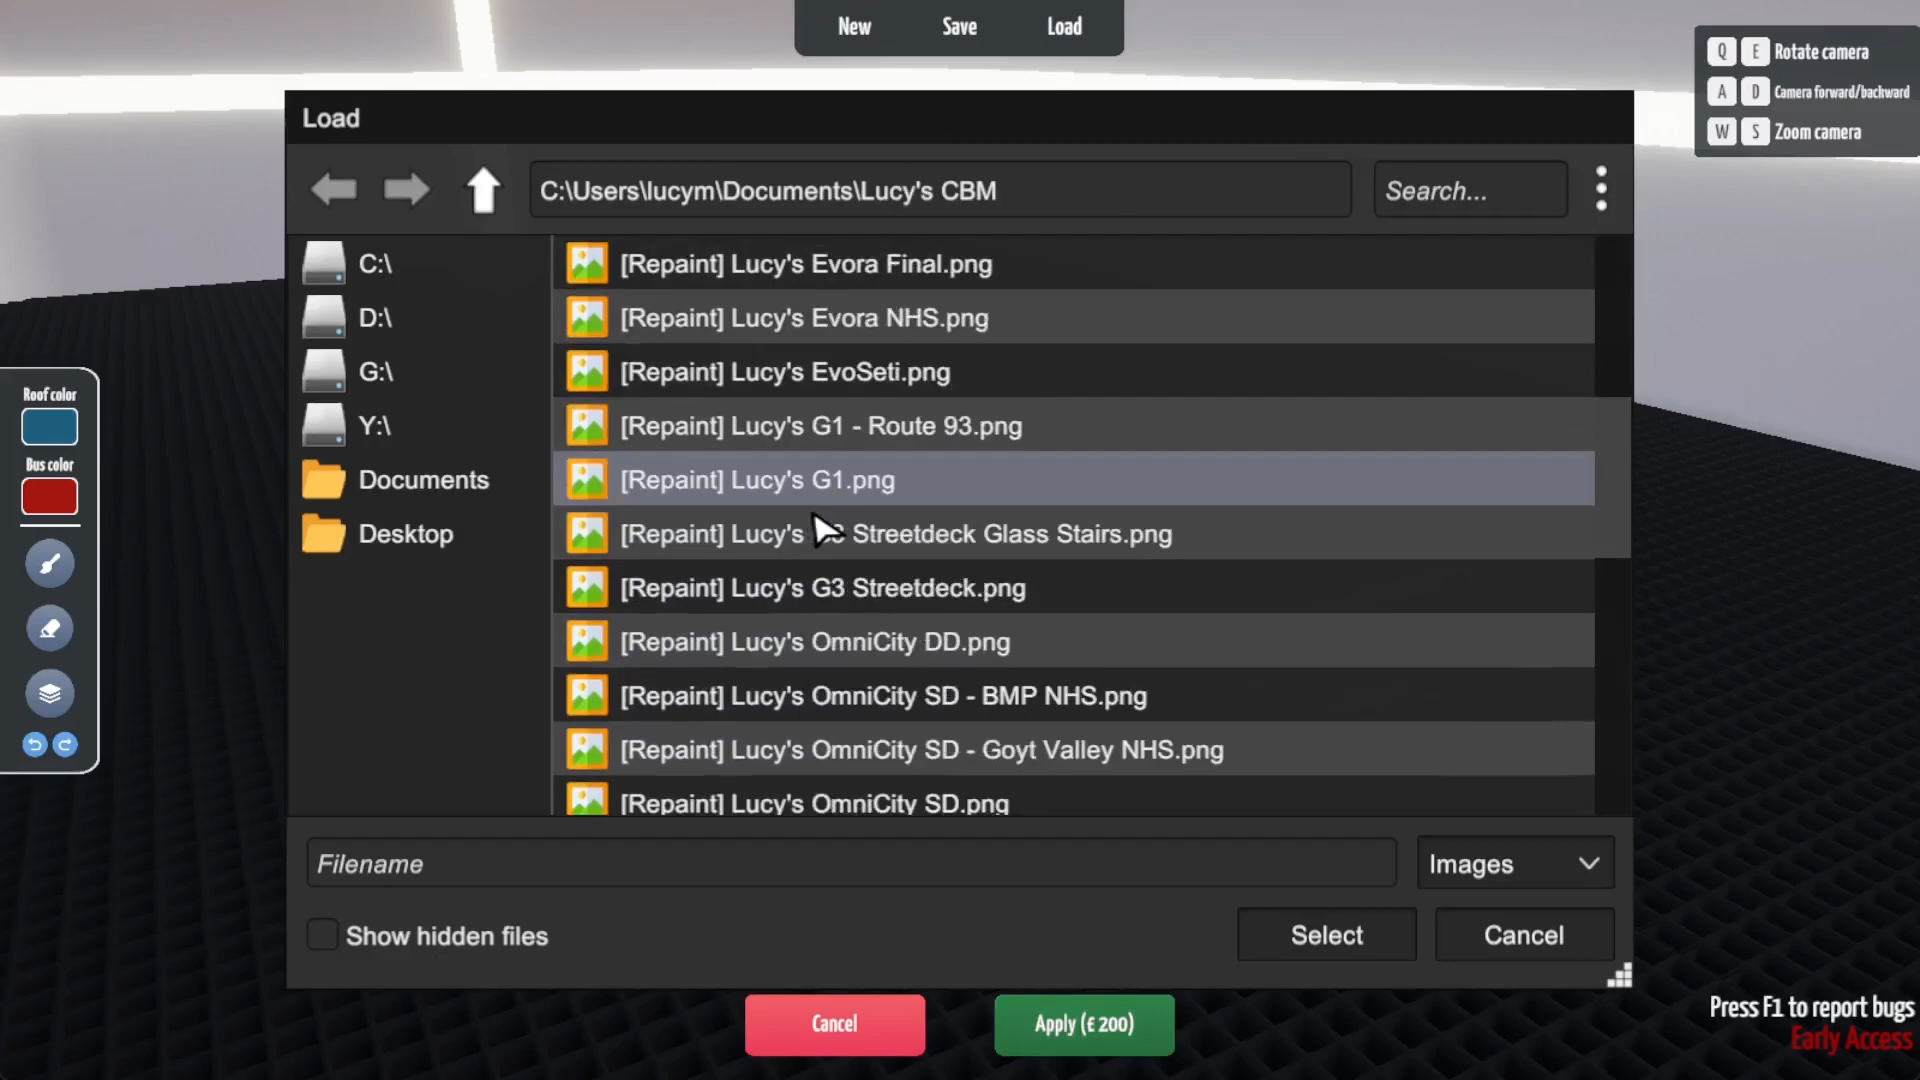 New Save Load
Q E Rotate camera
A D Camera forward/backward
W S Zoom camera
Load
C:\Users\lucym\Documents\Lucy's CBM
Search...
C:\
D:\
G:\
Y:\
Documents
Desktop
[Repaint] Lucy's Evora Final.png
[Repaint] Lucy's Evora NHS.png
[Repaint] Lucy's EvoSeti.png
[Repaint] Lucy's G1 - Route 93.png
[Repaint] Lucy's G1.png
[Repaint] Lucy's Streetdeck Glass Stairs.png
[Repaint] Lucy's G3 Streetdeck.png
[Repaint] Lucy's OmniCity DD.png
[Repaint] Lucy's OmniCity SD - BMP NHS.png
[Repaint] Lucy's OmniCity SD - Goyt Valley NHS.png
[Repaint] Lucy's OmniCity SD.png
Roof color
Bus color
Filename
Images
Show hidden files
Select
Cancel
Cancel
Apply (£ 200)
Press F1 to report bugs
Early Access